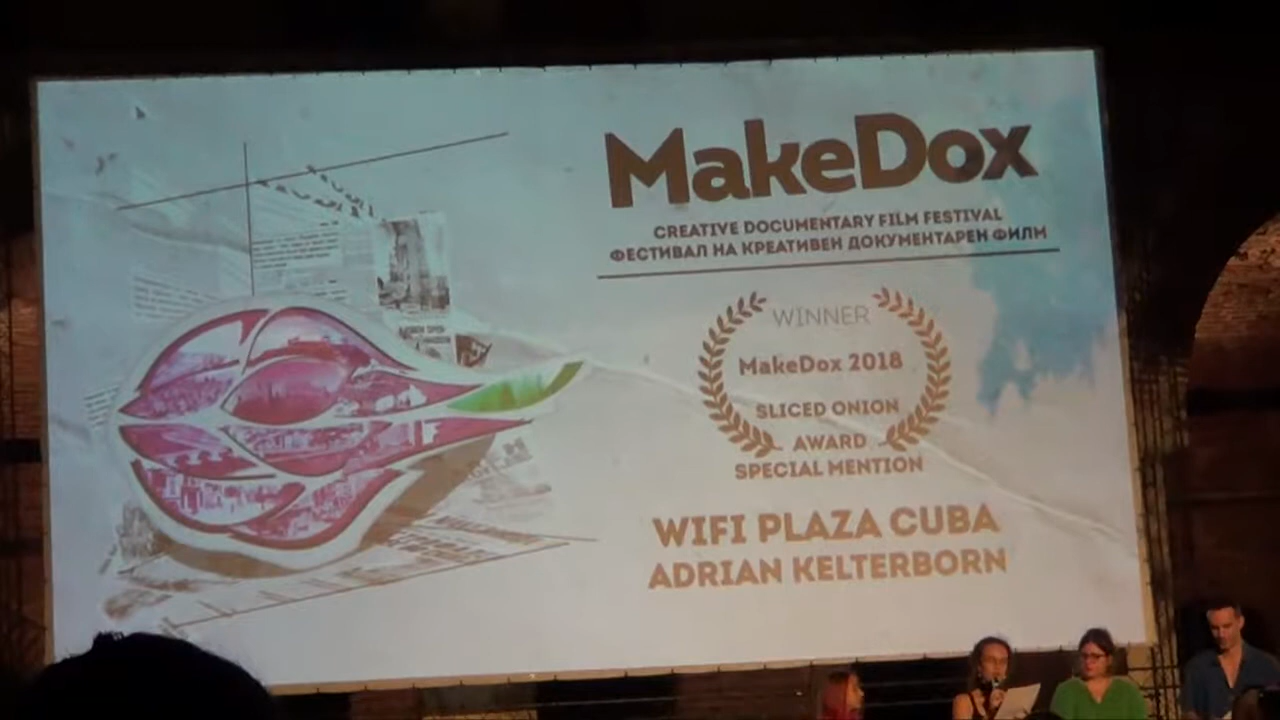 MakeDox
CREATIVE DOCUMENTARY FILM FESTIVAL
ФЕСТИВАЛ НА КРЕАТИВЕН ДОКУМЕНТАРЕН ФИЛМ
WINNER
MakeDox 2018
SLICED ONION
AWARD
SPECIAL MENTION
WIFI PLAZA CUBA
ADRIAN KELTERBORN